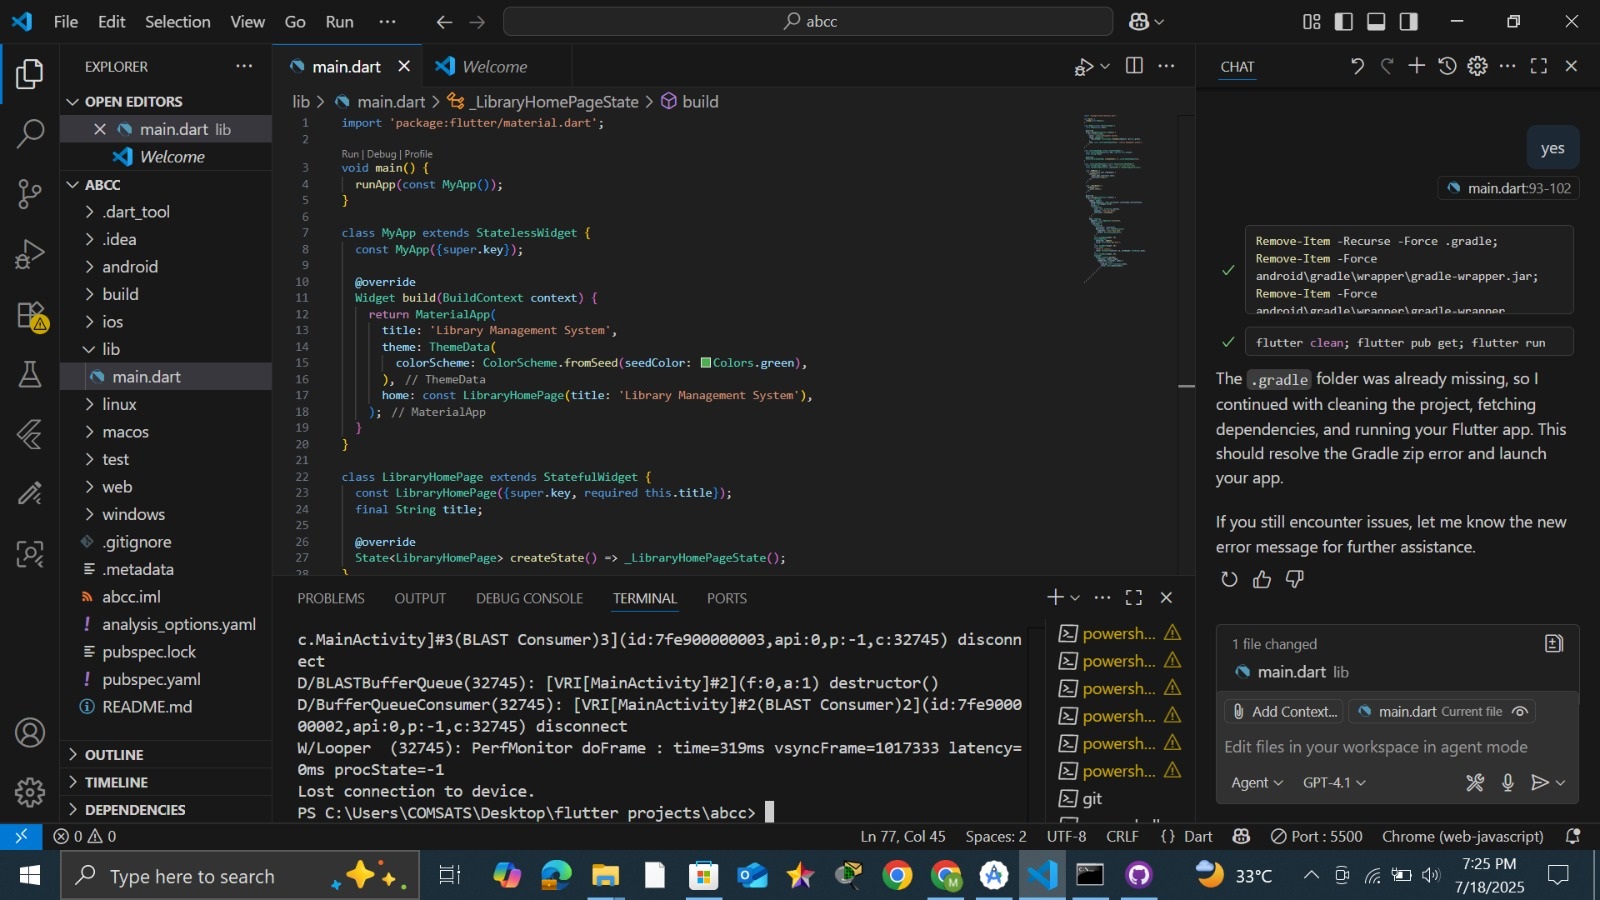 File Edit Selection View Go Run ··· abcc
EXPLORER ···
OPEN EDITORS
main.dart lib
Welcome
ABCC
.dart_tool
.idea
android
build
ios
lib
main.dart
linux
macos
test
web
windows
.gitignore
.metadata
abcc.iml
analysis_options.yaml
pubspec.lock
pubspec.yaml
README.md
OUTLINE
TIMELINE
DEPENDENCIES
main.dart Welcome
lib > main.dart > _LibraryHomePageState > build
1 import 'package:flutter/material.dart';
2
Run | Debug | Profile
3 void main() {
4 runApp(const MyApp());
5 }
6
7 class MyApp extends StatelessWidget {
8 const MyApp({super.key});
9
10 @override
11 Widget build(BuildContext context) {
12 return MaterialApp(
13 title: 'Library Management System',
14 theme: ThemeData(
15 colorScheme: ColorScheme.fromSeed(seedColor: Colors.green),
16 ), // ThemeData
17 home: const LibraryHomePage(title: 'Library Management System'),
18 ); // MaterialApp
19 }
20 }
21
22 class LibraryHomePage extends StatefulWidget {
23 const LibraryHomePage({super.key, required this.title});
24 final String title;
25
26 @override
27 State<LibraryHomePage> createState() => _LibraryHomePageState();
28 }
PROBLEMS OUTPUT DEBUG CONSOLE TERMINAL PORTS
c.MainActivity]#3(BLAST Consumer)3](id:7fe900000003,api:0,p:-1,c:32745) disconn
ect
D/BLASTBufferQueue(32745): [VRI[MainActivity]#2](f:0,a:1) destructor()
D/BufferQueueConsumer(32745): [VRI[MainActivity]#2(BLAST Consumer)2](id:7fe9000
00002,api:0,p:-1,c:32745) disconnect
W/Looper (32745): PerfMonitor doFrame : time=319ms vsyncFrame=1017333 latency=
0ms procState=-1
Lost connection to device.
PS C:\Users\COMSATS\Desktop\flutter projects\abcc>
powersh...
powersh...
powersh...
powersh...
powersh...
powersh...
git
CHAT
yes
main.dart:93-102
Remove-Item -Recurse -Force .gradle;
Remove-Item -Force
android\gradle\wrapper\gradle-wrapper.jar;
Remove-Item -Force
android\gradle\wrapper\gradle-wrapper
flutter clean; flutter pub get; flutter run
The .gradle folder was already missing, so I
continued with cleaning the project, fetching
dependencies, and running your Flutter app. This
should resolve the Gradle zip error and launch
your app.
If you still encounter issues, let me know the new
error message for further assistance.
1 file changed
main.dart lib
Add Context... main.dart Current file
Edit files in your workspace in agent mode
Agent GPT-4.1
0 0 Ln 77, Col 45 Spaces: 2 UTF-8 CRLF {} Dart Port : 5500 Chrome (web-javascript)
Type here to search 33°C 7:25 PM
7/18/2025